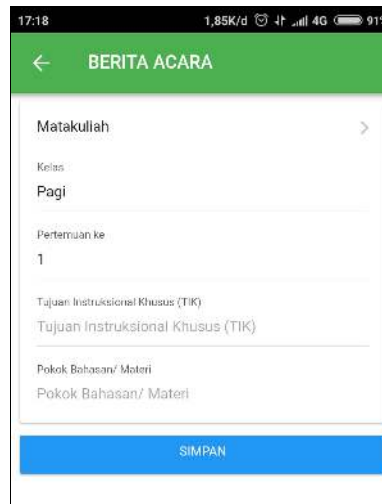 17:18 1,85K/d 4G 91%
BERITA ACARA
Matakuliah
Kelas
Pagi
Pertemuan ke
1
Tujuan Instruksional Khusus (TIK)
Tujuan Instruksional Khusus (TIK)
Pokok Bahasan/ Materi
Pokok Bahasan/ Materi
SIMPAN